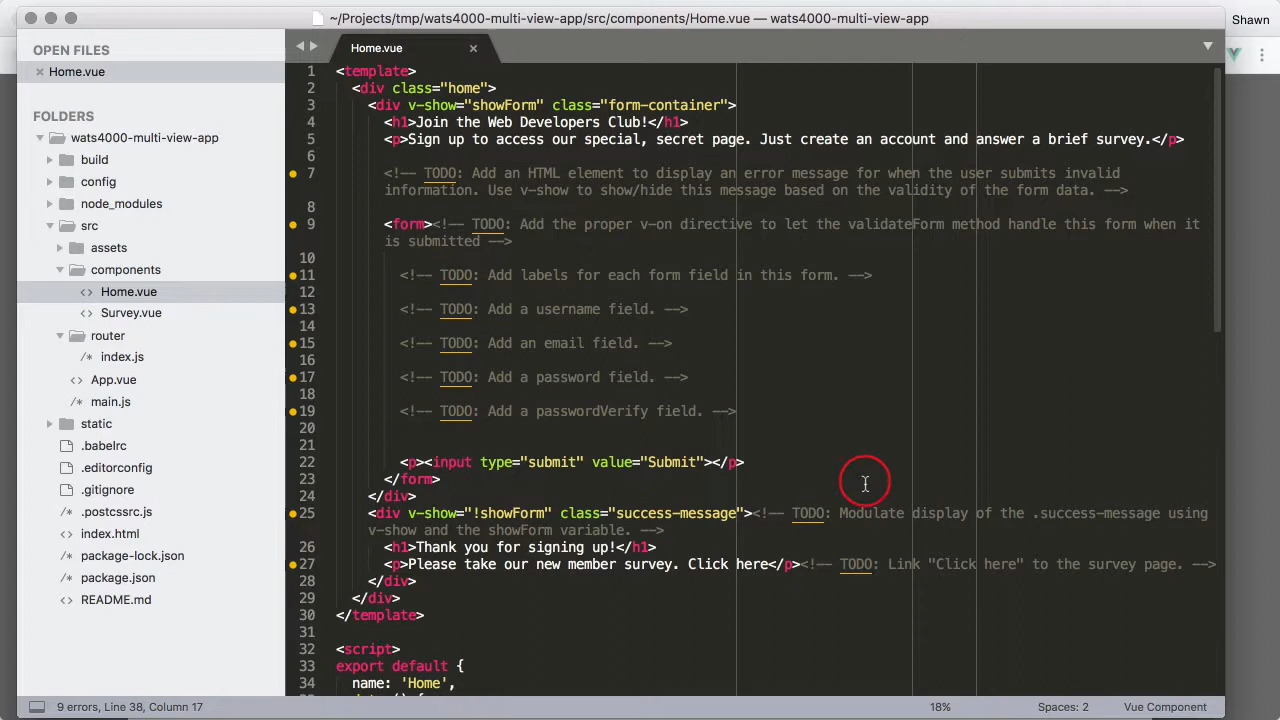 ~/Projects/tmp/wats4000-multi-view-app/src/components/Home.vue — wats4000-multi-view-app
Shawn
OPEN FILES
Home.vue
FOLDERS
wats4000-multi-view-app
build
config
node_modules
src
assets
components
Home.vue
Survey.vue
router
index.js
App.vue
main.js
static
.babelrc
.editorconfig
.gitignore
.postcssrc.js
index.html
package-lock.json
package.json
README.md
Home.vue
1 <template>
2 <div class="home">
3 <div v-show="showForm" class="form-container">
4 <h1>Join the Web Developers Club!</h1>
5 <p>Sign up to access our special, secret page. Just create an account and answer a brief survey.</p>
6
7 <!-- TODO: Add an HTML element to display an error message for when the user submits invalid
information. Use v-show to show/hide this message based on the validity of the form data. -->
8
9 <form><!-- TODO: Add the proper v-on directive to let the validateForm method handle this form when it
is submitted -->
10
11 <!-- TODO: Add labels for each form field in this form. -->
12
13 <!-- TODO: Add a username field. -->
14
15 <!-- TODO: Add an email field. -->
16
17 <!-- TODO: Add a password field. -->
18
19 <!-- TODO: Add a passwordVerify field. -->
20
21
22 <p><input type="submit" value="Submit"></p>
23 </form>
24 </div>
25 <div v-show="!showForm" class="success-message"><!-- TODO: Modulate display of the .success-message using
v-show and the showForm variable. -->
26 <h1>Thank you for signing up!</h1>
27 <p>Please take our new member survey. Click here</p><!-- TODO: Link "Click here" to the survey page. -->
28 </div>
29 </div>
30 </template>
31
32 <script>
33 export default {
34 name: 'Home',
9 errors, Line 38, Column 17
18%
Spaces: 2
Vue Component